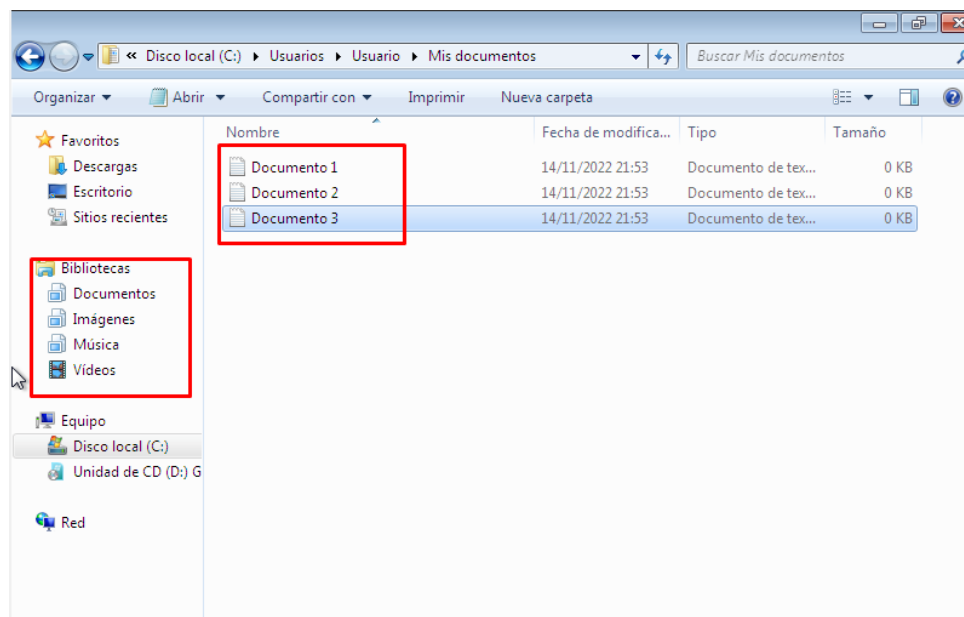 « Disco local (C:) Usuarios Usuario Mis documentos Buscar Mis documentos
Organizar Abrir Compartir con Imprimir Nueva carpeta
Favoritos
Descargas
Escritorio
Sitios recientes
Bibliotecas
Documentos
Imágenes
Música
Vídeos
Equipo
Disco local (C:)
Unidad de CD (D:) G
Red
Nombre Fecha de modifica... Tipo Tamaño
Documento 1 14/11/2022 21:53 Documento de tex... 0 KB
Documento 2 14/11/2022 21:53 Documento de tex... 0 KB
Documento 3 14/11/2022 21:53 Documento de tex... 0 KB